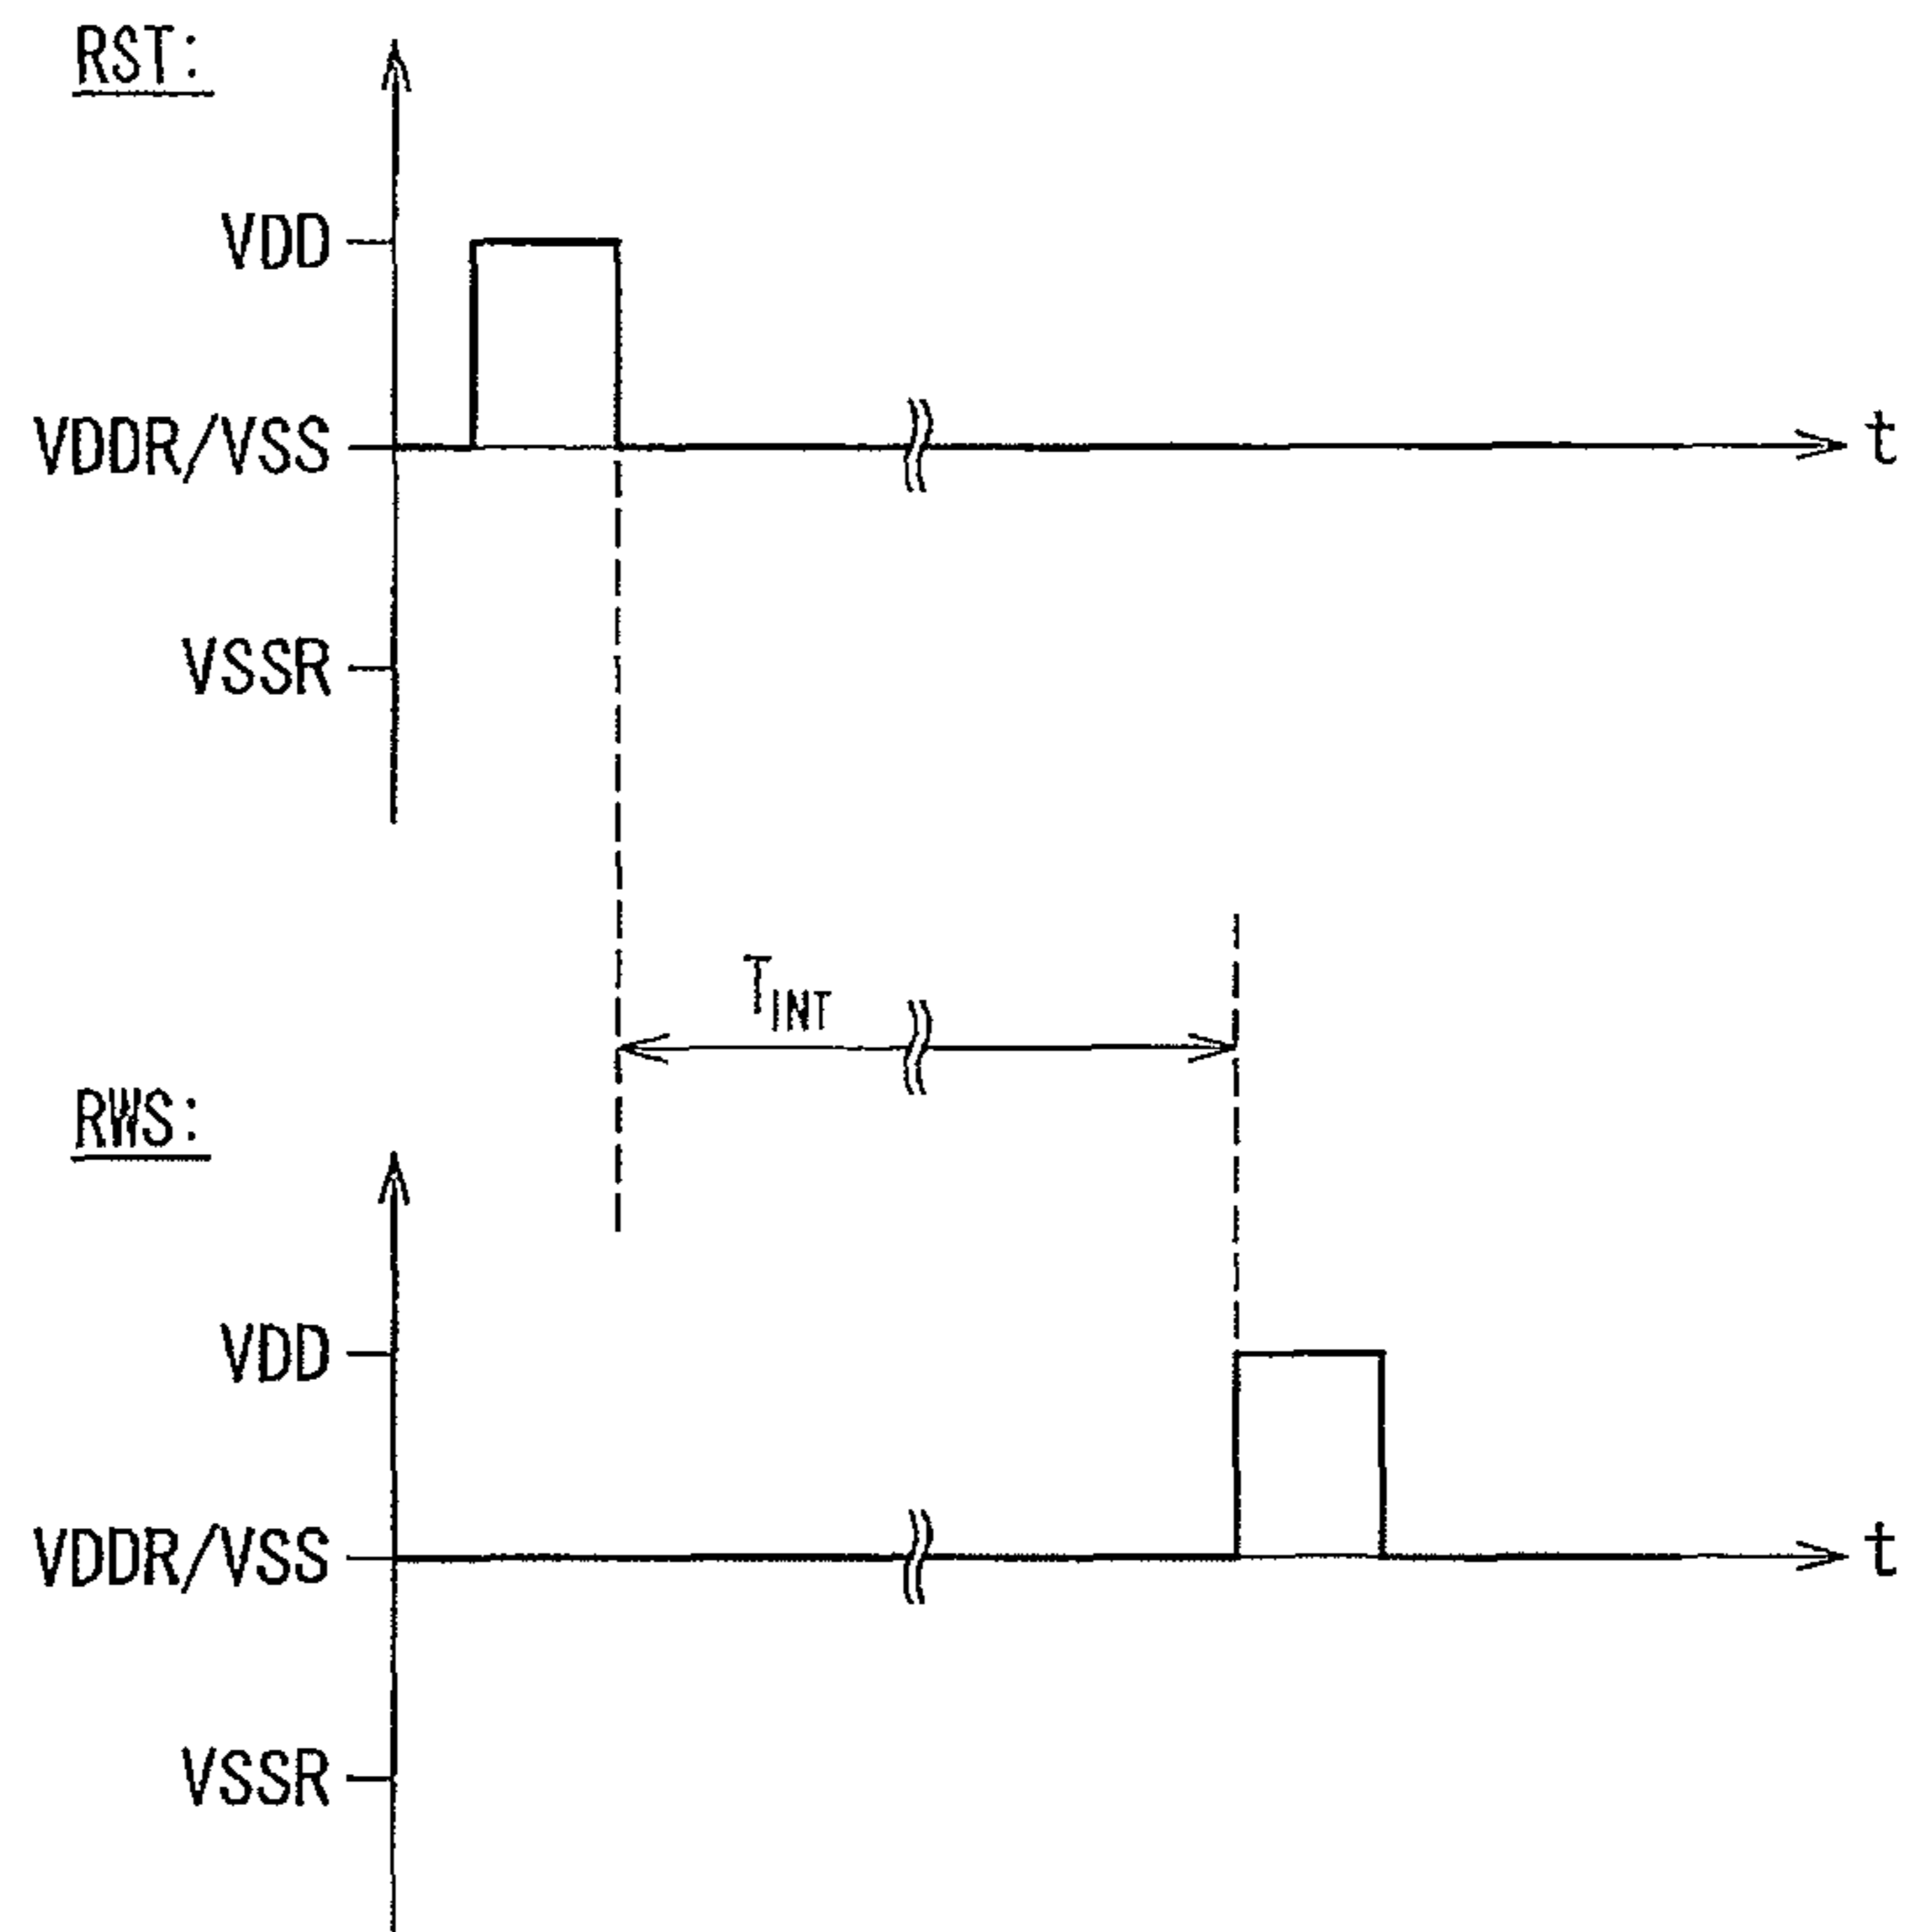 RST:
VDD
VDDR/VSS
t
VSSR
TINT
RWS:
VDD
VDDR/VSS
t
VSSR